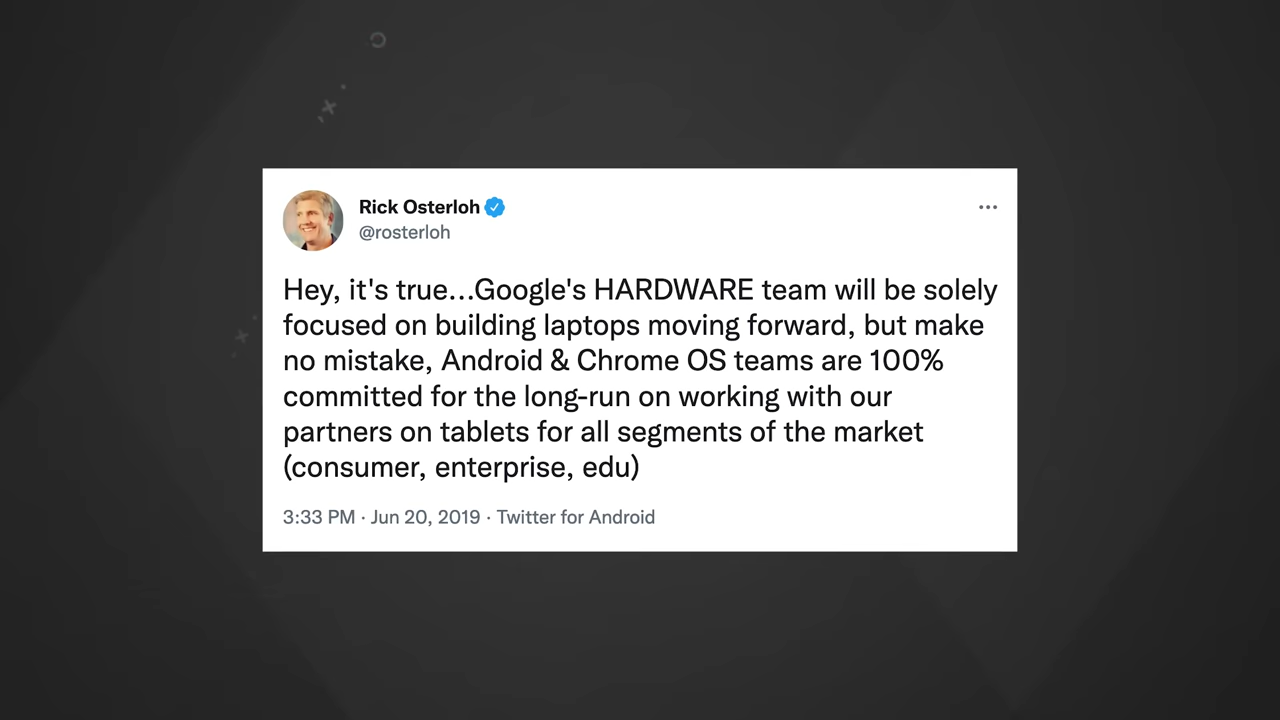 Rick Osterloh
@rosterloh
Hey, it's true...Google's HARDWARE team will be solely
focused on building laptops moving forward, but make
no mistake, Android & Chrome OS teams are 100%
committed for the long-run on working with our
partners on tablets for all segments of the market
(consumer, enterprise, edu)
3:33 PM · Jun 20, 2019 · Twitter for Android